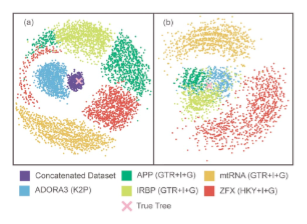 (a) (b)
Concatenated Dataset APP (GTR+I+G) mtRNA (GTR+I+G)
ADORA3 (K2P) IRBP (GTR+I+G) ZFX (HKY+I+G)
True Tree